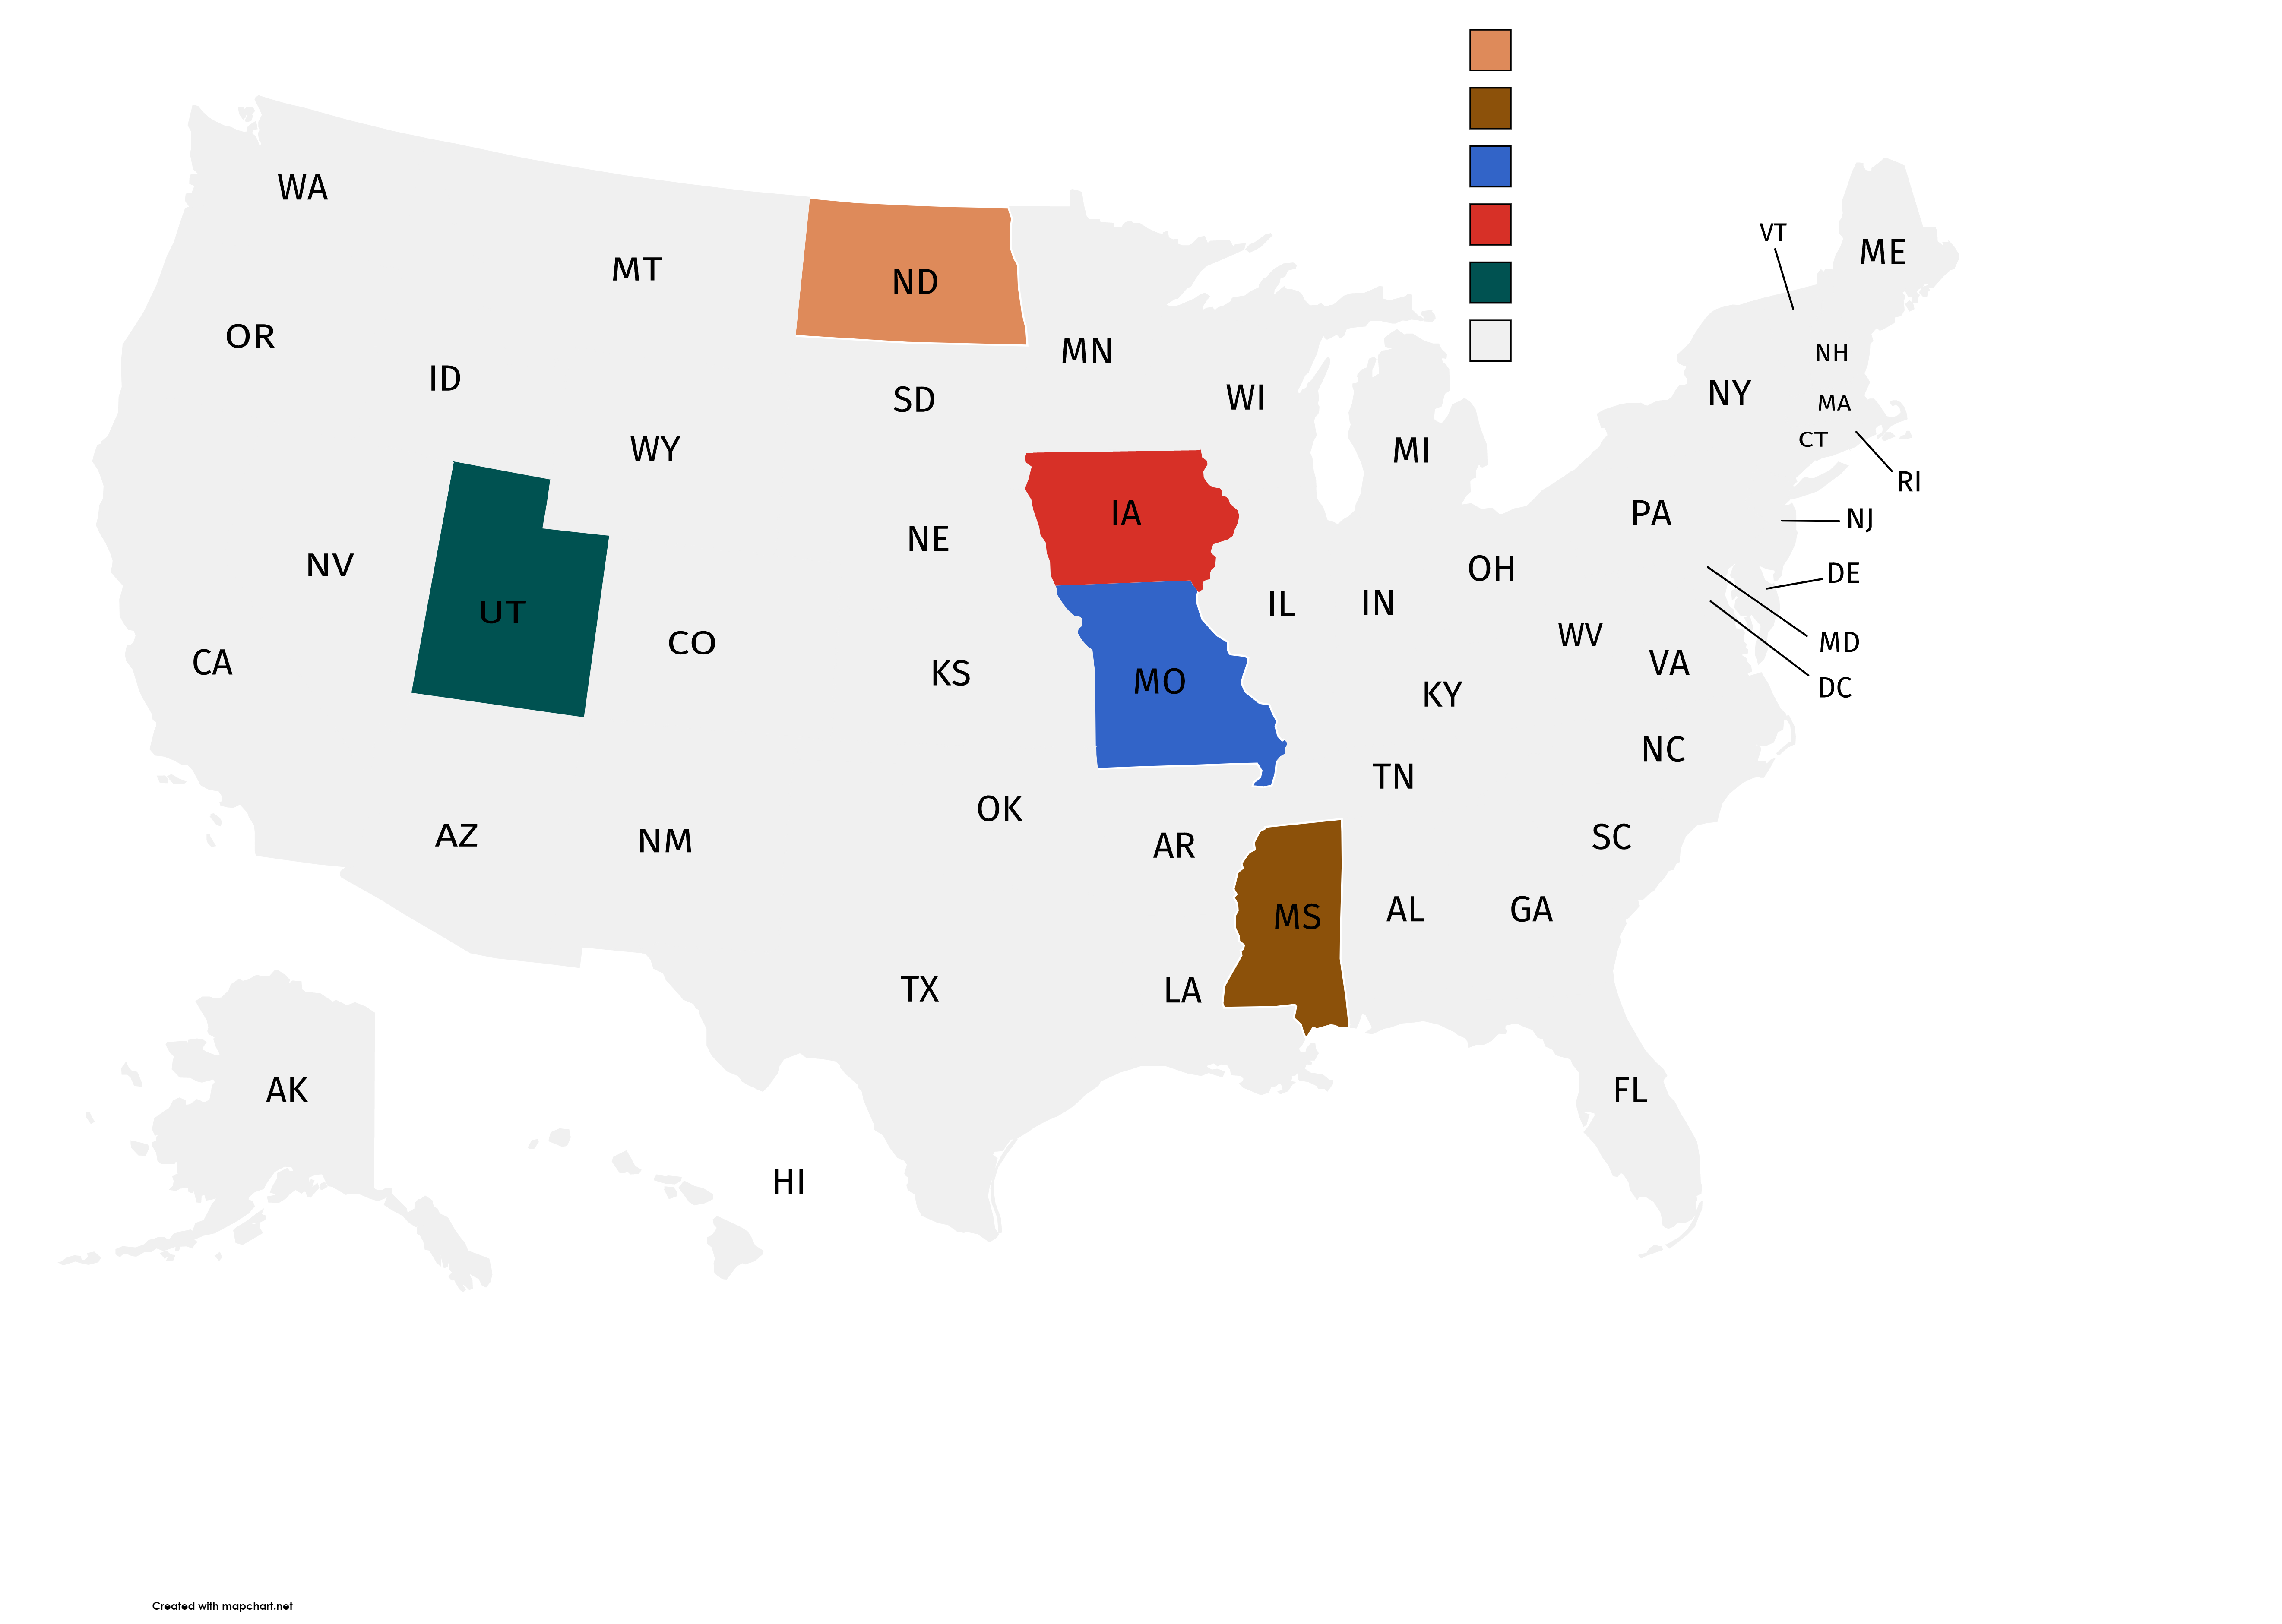 WA
VT
ME
MT
ND
OR
MN
NH
ID
SD
WI
NY
MA
CT
WY
MI
RI
IA
PA
NJ
NE
NV
OH
DE
UT
IL
IN
CO
WV
MD
CA
KS
MO
VA
KY
DC
NC
TN
OK
AZ
NM
AR
SC
MS
AL
GA
TX
LA
AK
FL
HI
Created with mapchart.net